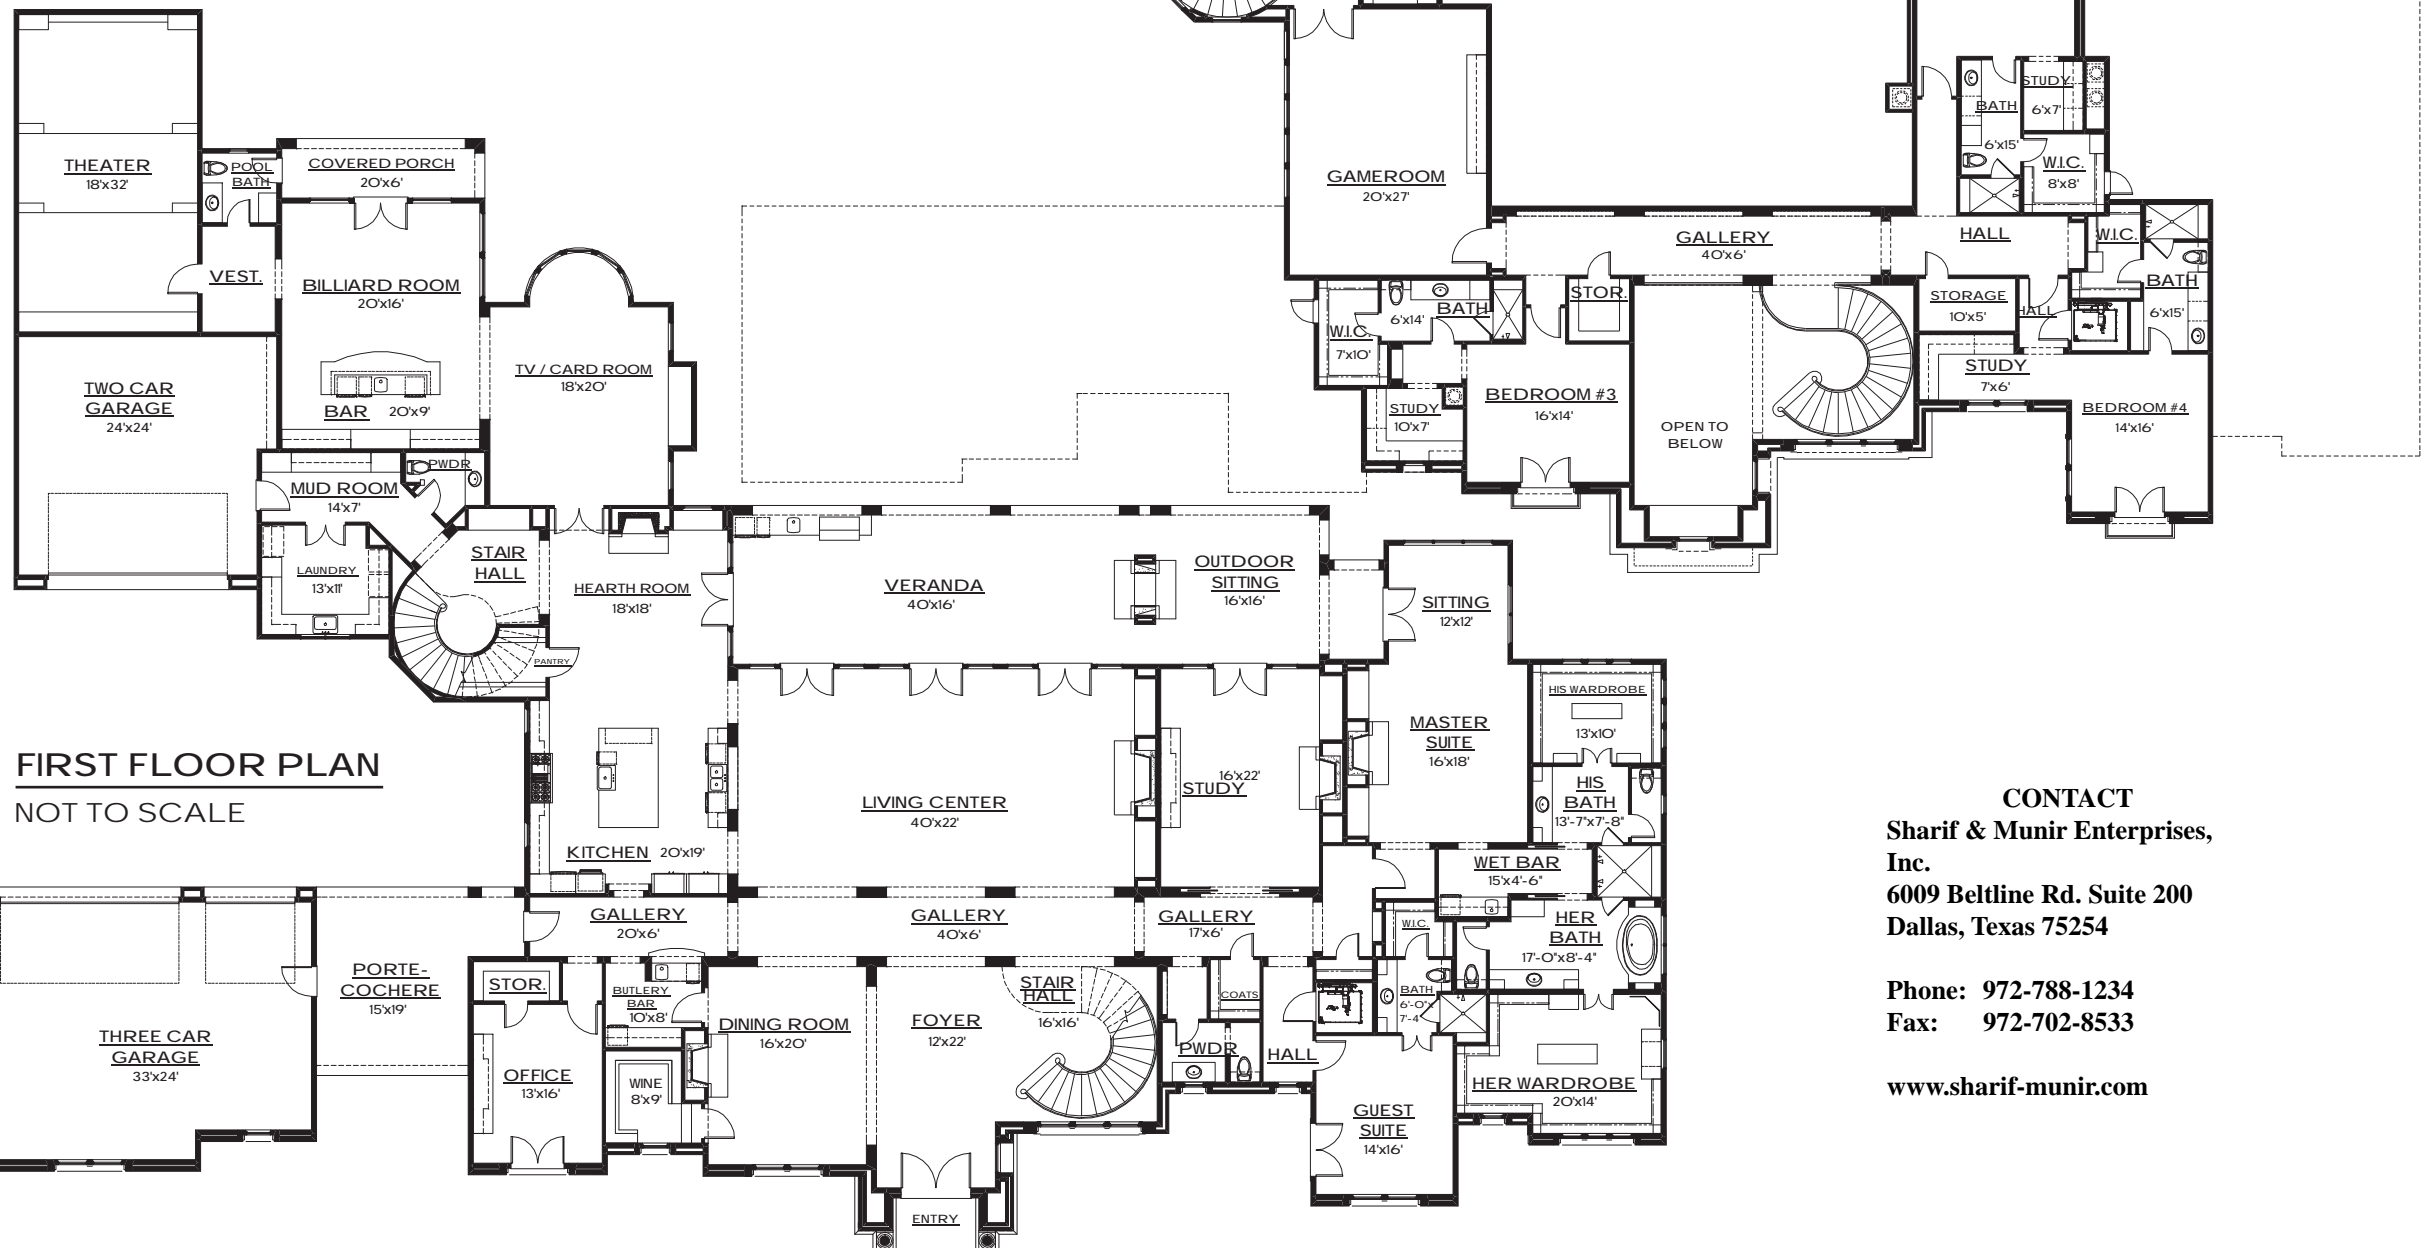 THEATER
18'x32'
POOL
BATH
COVERED PORCH
20'x6'
VEST.
BILLIARD ROOM
20'x16'
BAR 20'x9'
TV / CARD ROOM
18'x20'
TWO CAR
GARAGE
24'x24'
PWDR
MUD ROOM
14'x7'
LAUNDRY
13'x11'
STAIR
HALL
HEARTH ROOM
18'x18'
PANTRY
VERANDA
40'x16'
OUTDOOR
SITTING
16'x16'
SITTING
12'x12'
MASTER
SUITE
16'x18'
HIS WARDROBE
13'x10'
HIS
BATH
13'-7"x7'-8"
LIVING CENTER
40'x22'
16'x22'
STUDY
KITCHEN 20'x19'
WET BAR
15'x4'-6"
FIRST FLOOR PLAN
NOT TO SCALE
GALLERY
20'x6'
GALLERY
40'x6'
GALLERY
17'x6'
W.I.C.
HER
BATH
17'-0"x8'-4"
PORTE-
COCHERE
15'x19'
THREE CAR
GARAGE
33'x24'
STOR.
OFFICE
13'x16'
BUTLERY
BAR
10'x8'
WINE
8'x9'
DINING ROOM
16'x20'
FOYER
12'x22'
STAIR
HALL
16'x16'
COATS
PWDR
HALL
BATH
6'-0"x
7'-4"
GUEST
SUITE
14'x16'
HER WARDROBE
20'x14'
ENTRY
GAMEROOM
20'x27'
GALLERY
40'x6'
HALL
BATH
6'x15'
STUDY
6'x7'
W.I.C.
8'x8'
W.I.C.
BATH
6'x15'
STORAGE
10'x5'
HALL
STUDY
7'x6'
BEDROOM #4
14'x16'
STOR.
BATH
6'x14'
W.I.C.
7'x10'
STUDY
10'x7'
BEDROOM #3
16'x14'
OPEN TO
BELOW
CONTACT
Sharif & Munir Enterprises,
Inc.
6009 Beltline Rd. Suite 200
Dallas, Texas 75254
Phone: 972-788-1234
Fax: 972-702-8533
www.sharif-munir.com